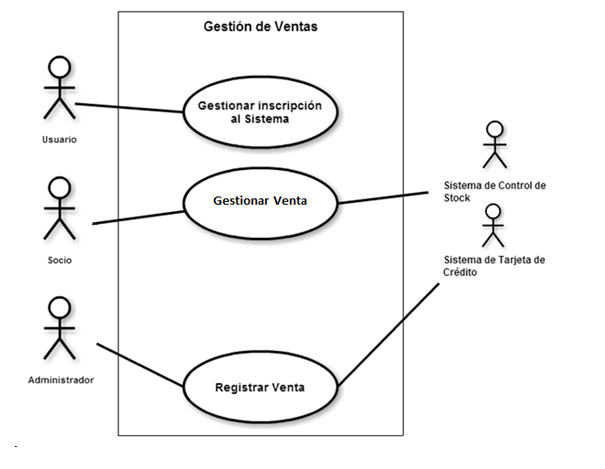 Gestión de Ventas
Gestionar inscripción
al Sistema
Usuario
Gestionar Venta
Sistema de Control de
Stock
Socio
Sistema de Tarjeta de
Crédito
Administrador
Registrar Venta